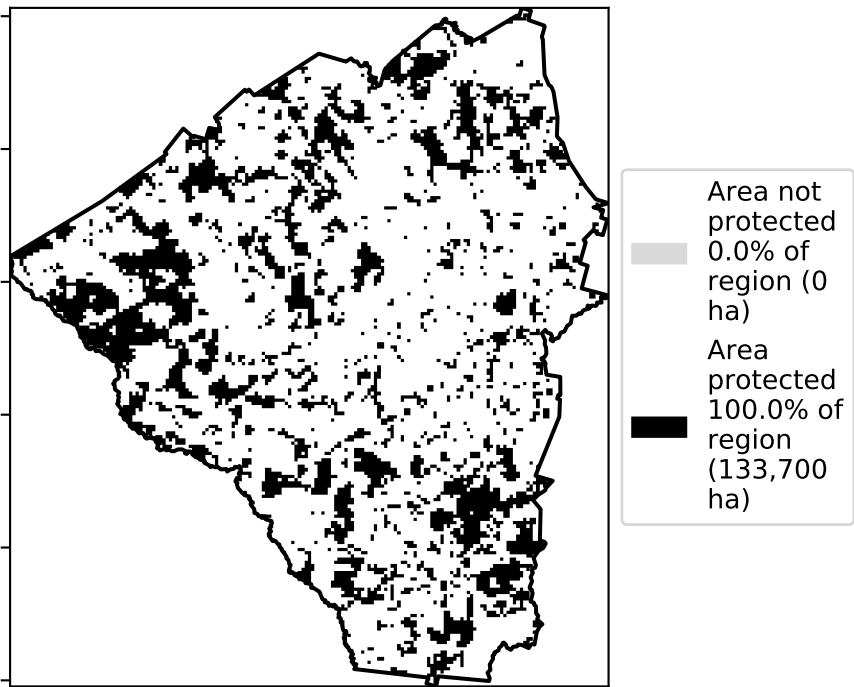 Area not
protected
0.0% of
region (0
ha)
Area
protected
100.0% of
region
(133,700
ha)